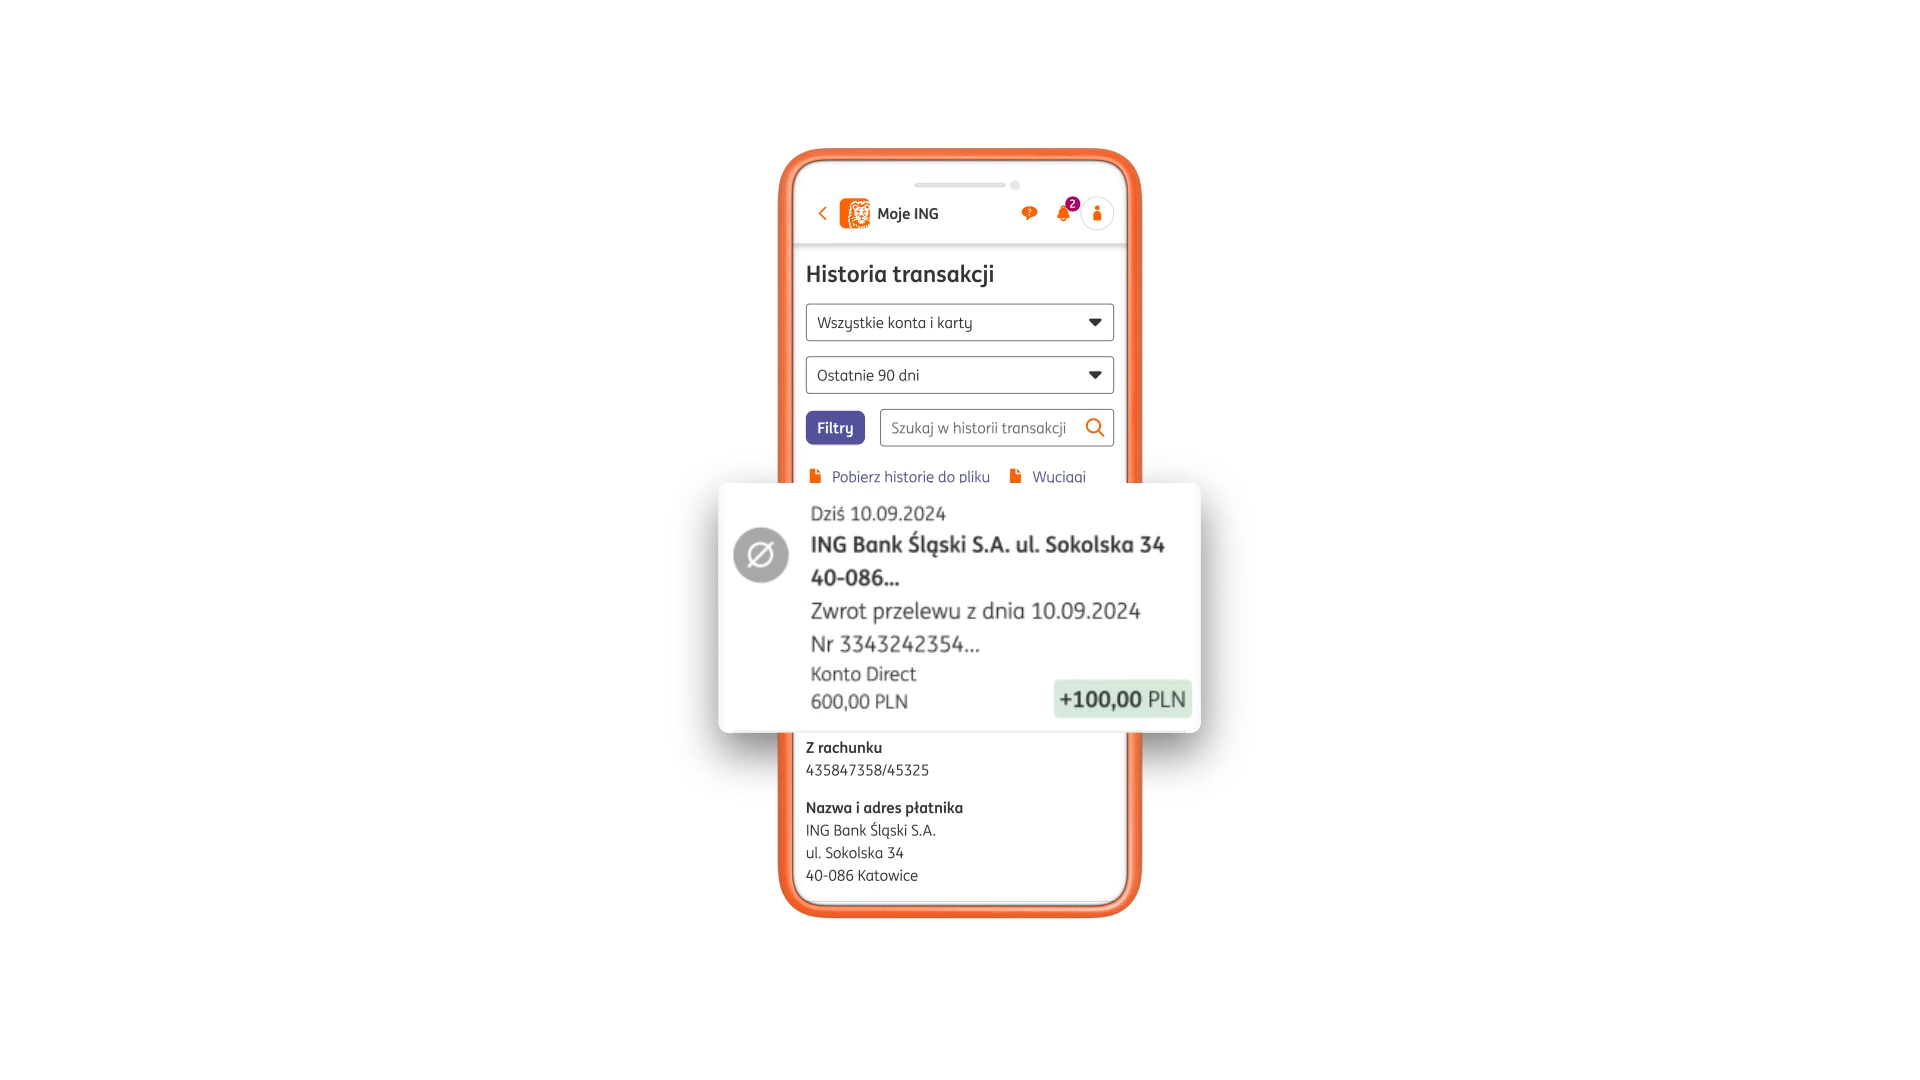 Moje ING
2
Historia transakcji
Wszystkie konta i karty
Ostatnie 90 dni
Filtry
Szukaj w historii transakcji
Pobierz historię do pliku
Wyciągi
Dziś 10.09.2024
ING Bank Śląski S.A. ul. Sokolska 34
40-086...
Zwrot przelewu z dnia 10.09.2024
Nr 3343242354...
Konto Direct
600,00 PLN
+100,00 PLN
Z rachunku
435847358/45325
Nazwa i adres płatnika
ING Bank Śląski S.A.
ul. Sokolska 34
40-086 Katowice